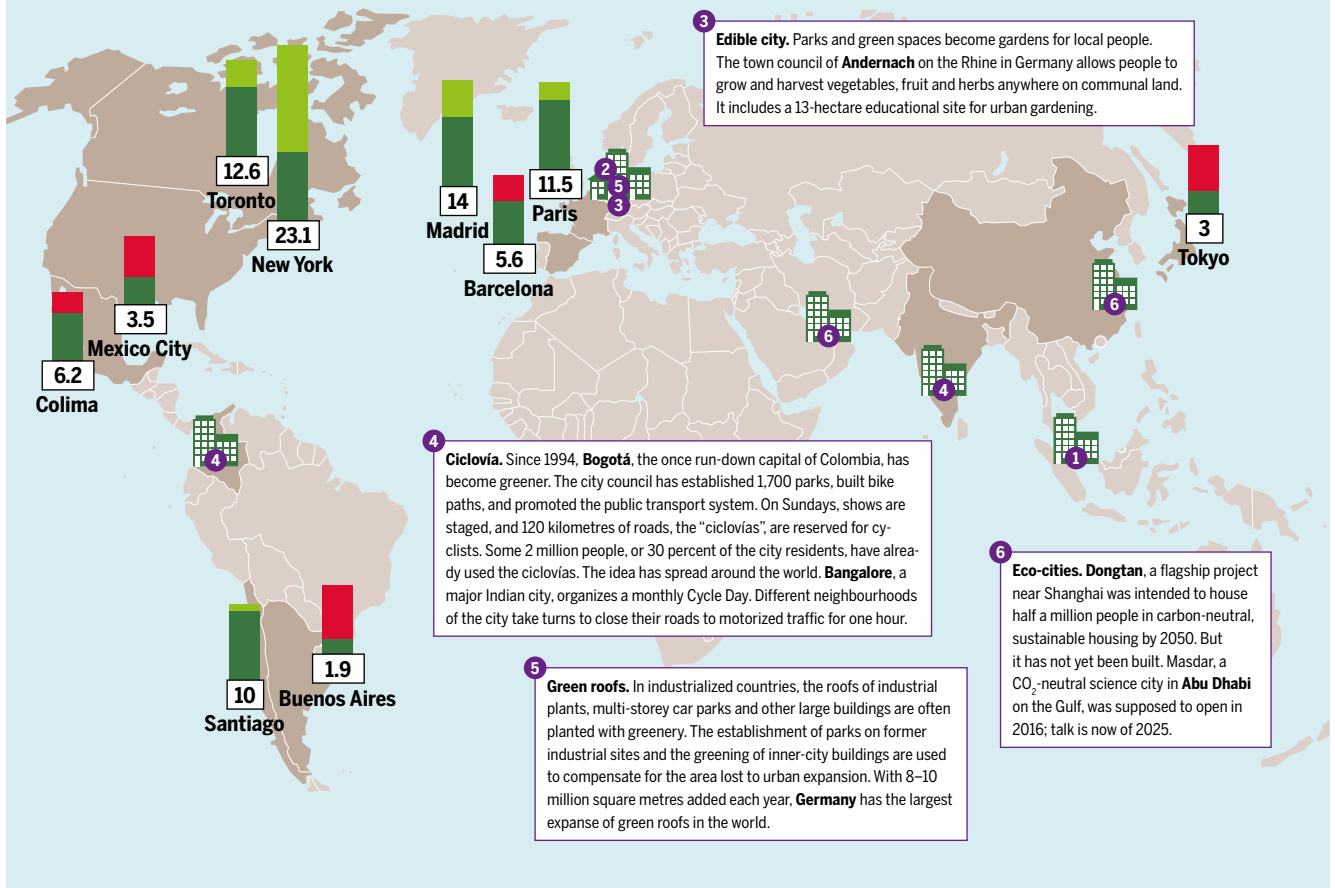 3
Edible city. Parks and green spaces become gardens for local people.
The town council of Andernach on the Rhine in Germany allows people to
grow and harvest vegetables, fruit and herbs anywhere on communal land.
It includes a 13-hectare educational site for urban gardening.
12.6
Toronto
23.1
New York
14
Madrid
11.5
Paris
5.6
Barcelona
2
5
3
3
Tokyo
3.5
Mexico City
6.2
Colima
6
6
4
1
4
4
Ciclovía. Since 1994, Bogotá, the once run-down capital of Colombia, has
become greener. The city council has established 1,700 parks, built bike
paths, and promoted the public transport system. On Sundays, shows are
staged, and 120 kilometres of roads, the “ciclovías”, are reserved for cy-
clists. Some 2 million people, or 30 percent of the city residents, have alrea-
dy used the ciclovías. The idea has spread around the world. Bangalore, a
major Indian city, organizes a monthly Cycle Day. Different neighbourhoods
of the city take turns to close their roads to motorized traffic for one hour.
6
Eco-cities. Dongtan, a flagship project
near Shanghai was intended to house
half a million people in carbon-neutral,
sustainable housing by 2050. But
it has not yet been built. Masdar, a
CO2-neutral science city in Abu Dhabi
on the Gulf, was supposed to open in
2016; talk is now of 2025.
10
Santiago
1.9
Buenos Aires
5
Green roofs. In industrialized countries, the roofs of industrial
plants, multi-storey car parks and other large buildings are often
planted with greenery. The establishment of parks on former
industrial sites and the greening of inner-city buildings are used
to compensate for the area lost to urban expansion. With 8–10
million square metres added each year, Germany has the largest
expanse of green roofs in the world.